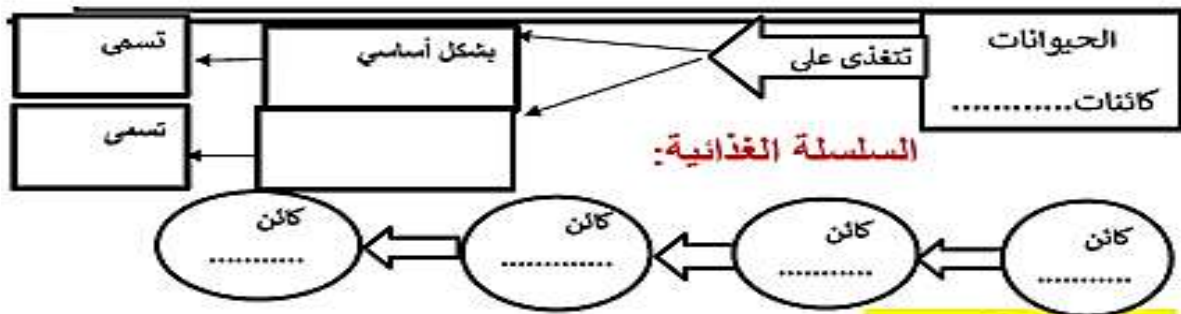 الحيوانات
كائنات............
تتغذى على
بشكل أساسي
تسمى
تسمى
السلسلة الغذائية:
كائن
...........
كائن
...........
كائن
.............
كائن
...........